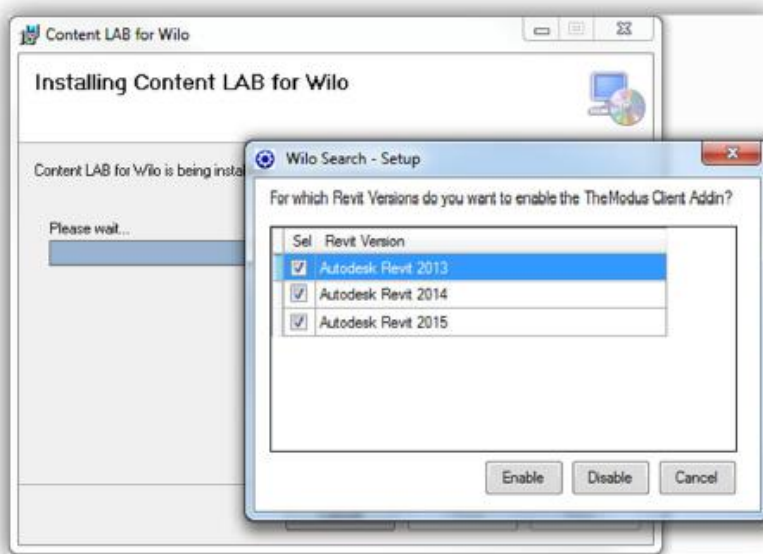 Content LAB for Wilo
Installing Content LAB for Wilo
Content LAB for Wilo is being instal
Please wait...
Wilo Search - Setup
For which Revit Versions do you want to enable the TheModus Client Addin?
Sel Revit Version
Autodesk Revit 2013
Autodesk Revit 2014
Autodesk Revit 2015
Enable Disable Cancel